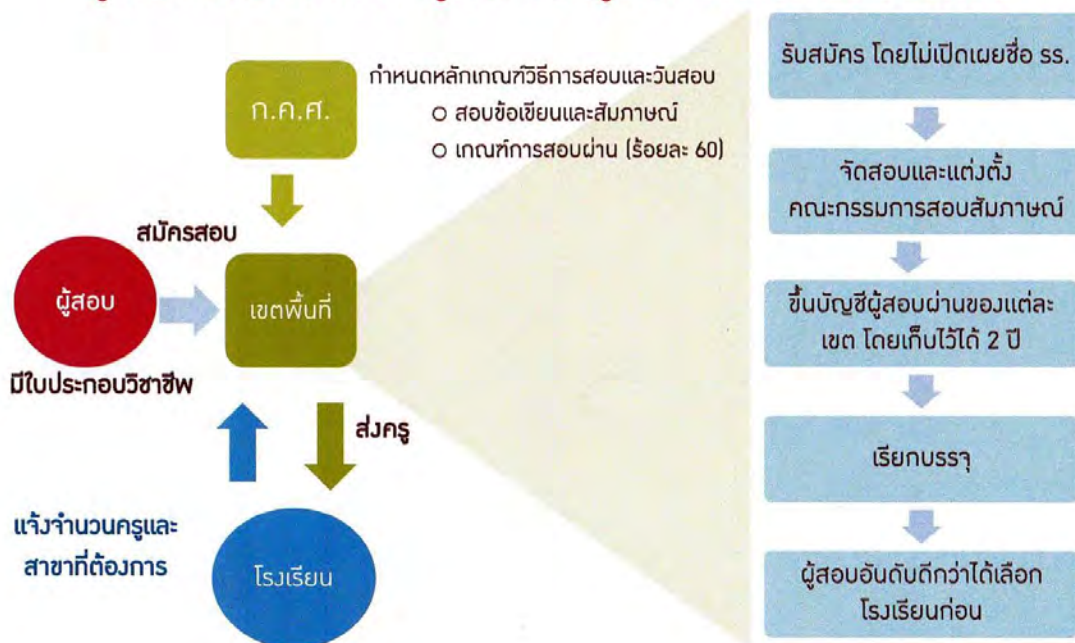 กำหนดหลักเกณฑ์วิธีการสอบและวันสอบ
○ สอบข้อเขียนและสัมภาษณ์
○ เกณฑ์การสอบผ่าน (ร้อยละ 60)
ก.ค.ศ.
สมัครสอบ
ผู้สอบ
เขตพื้นที่
มีใบประกอบวิชาชีพ
ส่งครู
แจ้งจำนวนครูและ
สาขาที่ต้องการ
โรงเรียน
รับสมัคร โดยไม่เปิดเผยชื่อ รร.
จัดสอบและแต่งตั้ง
คณะกรรมการสอบสัมภาษณ์
ขึ้นบัญชีผู้สอบผ่านของแต่ละ
เขต โดยเก็บไว้ได้ 2 ปี
เรียกบรรจุ
ผู้สอบอันดับดีกว่าได้เลือก
โรงเรียนก่อน